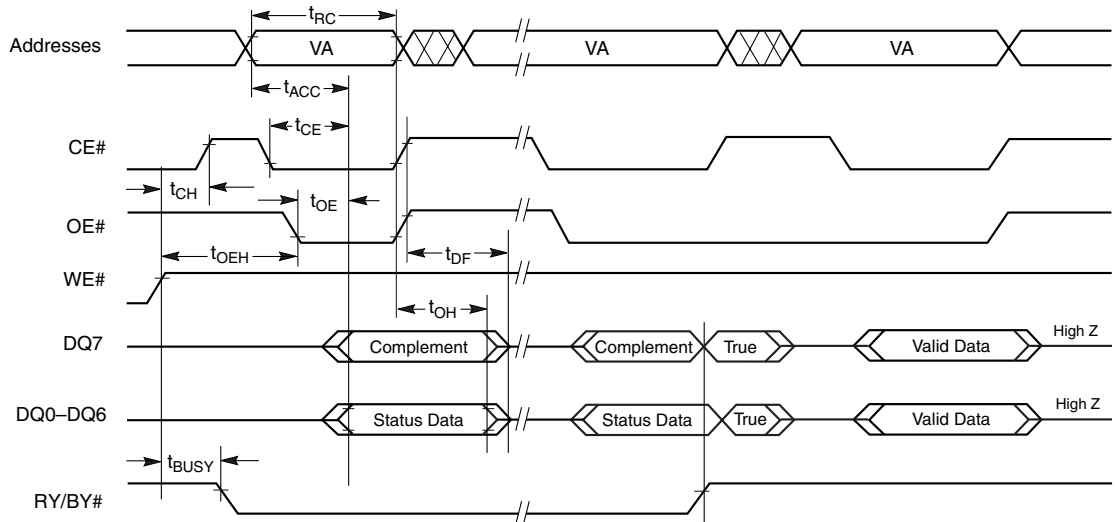 tRC
Addresses VA VA VA
tACC
tCE
CE#
tCH
tOE
OE#
tOEH tDF
WE#
tOH
DQ7 Complement Complement True Valid Data High Z
DQ0–DQ6 Status Data Status Data True Valid Data High Z
tBUSY
RY/BY#